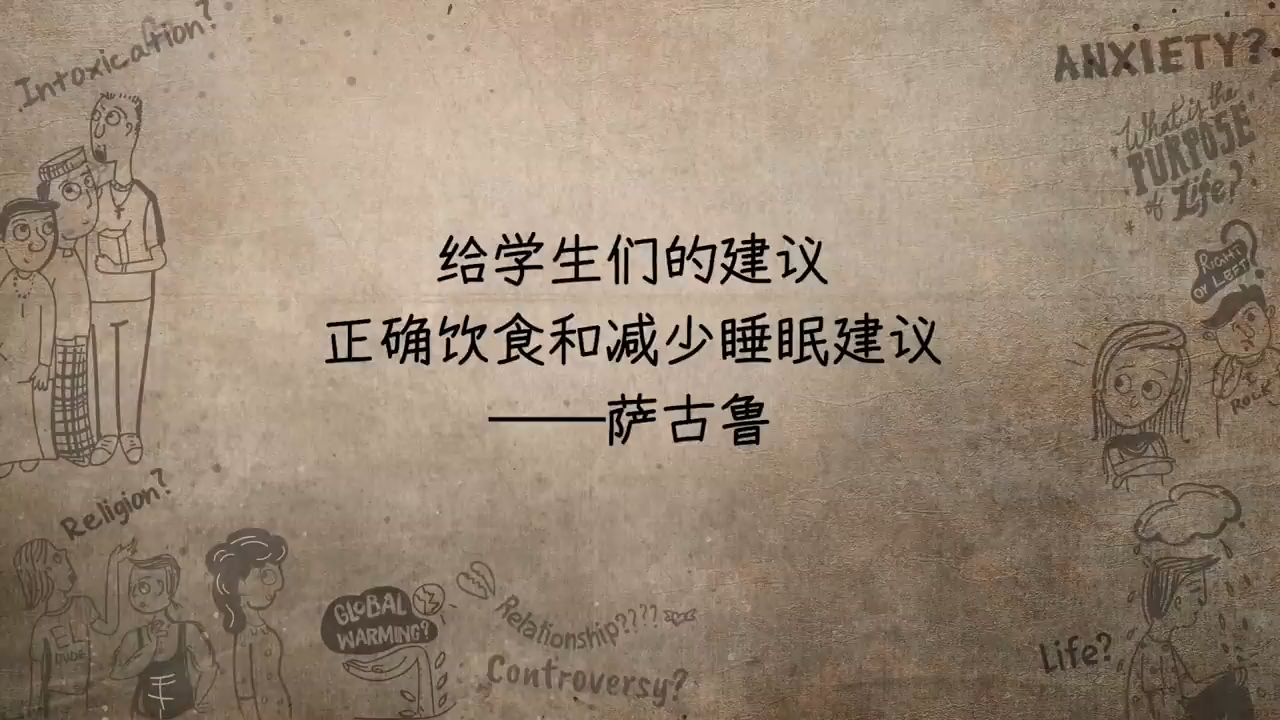 Intoxication?
ANXIETY?
What is the
PURPOSE
of Life?
RIGHT
OR LEFT
给学生们的建议
正确饮食和减少睡眠建议
——萨古鲁
ROCK
Religion?
GLOBAL
WARMING?
Relationship????
Controversy?
Life?
DUDE